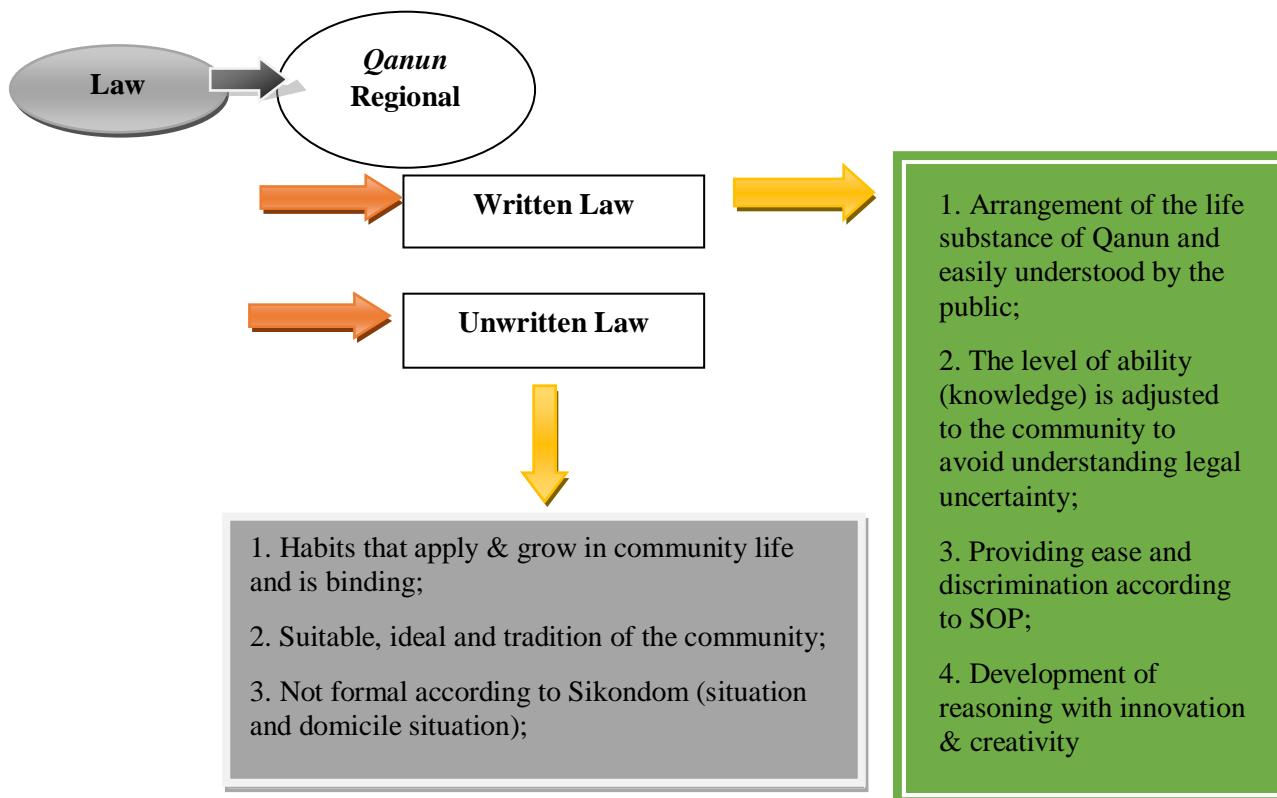 Law
Qanun
Regional
Written Law
Unwritten Law
1. Arrangement of the life
substance of Qanun and
easily understood by the
public;
2. The level of ability
(knowledge) is adjusted
to the community to
avoid understanding legal
uncertainty;
3. Providing ease and
discrimination according
to SOP;
4. Development of
reasoning with innovation
& creativity
1. Habits that apply & grow in community life
and is binding;
2. Suitable, ideal and tradition of the community;
3. Not formal according to Sikondom (situation
and domicile situation);